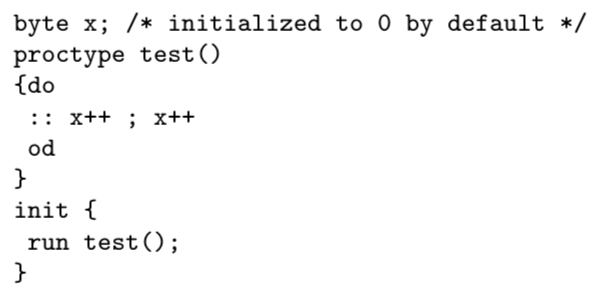 byte x; /* initialized to 0 by default */
proctype test()
{do
 :: x++ ; x++
 od
}
init {
 run test();
}